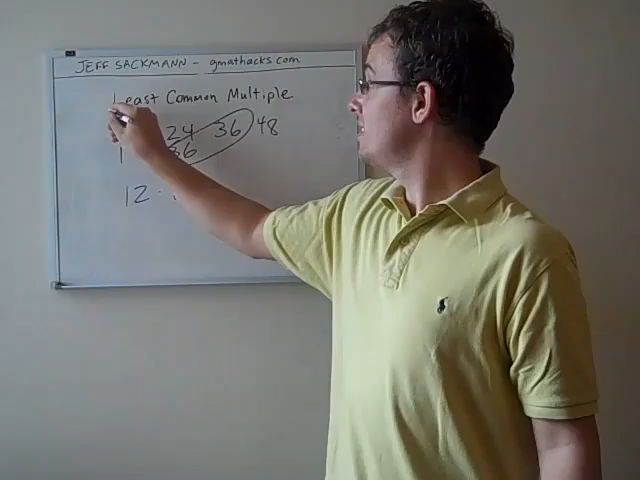 JEFF SACKMANN - gmathacks.com
Least Common Multiple
24 36 48
36
12 ·